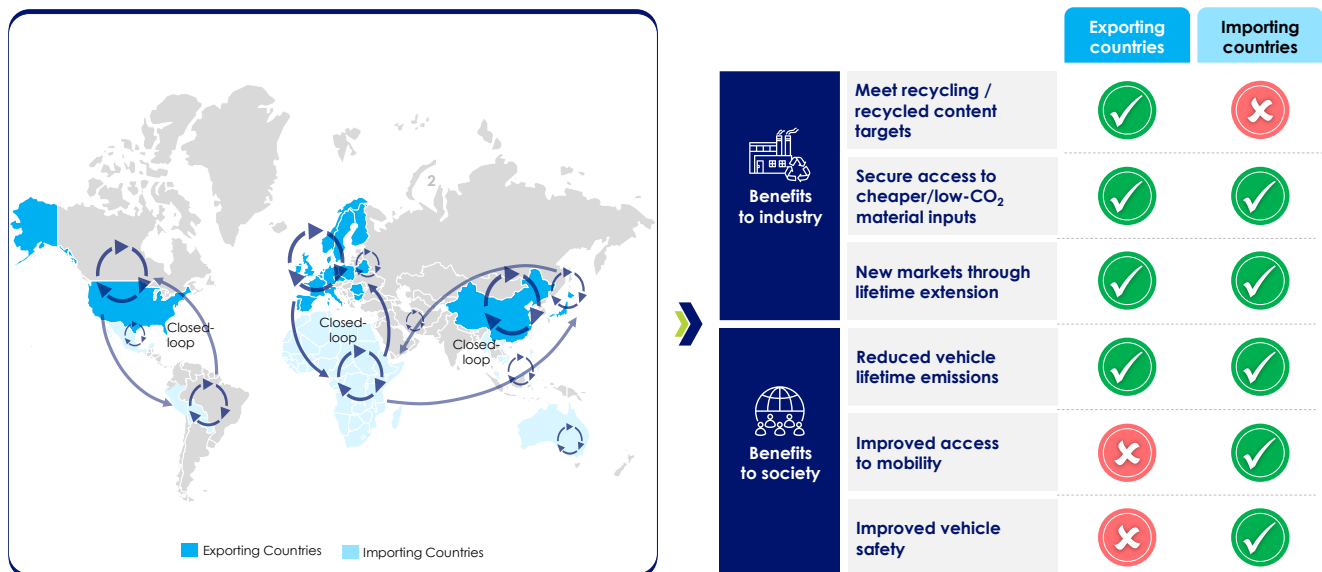 2
Closed-
loop
Closed-
loop
Closed-
loop
Exporting Countries
Importing Countries
Exporting
countries
Importing
countries
Benefits
to industry
Meet recycling /
recycled content
targets
Secure access to
cheaper/low-CO₂
material inputs
New markets through
lifetime extension
Benefits
to society
Reduced vehicle
lifetime emissions
Improved access
to mobility
Improved vehicle
safety